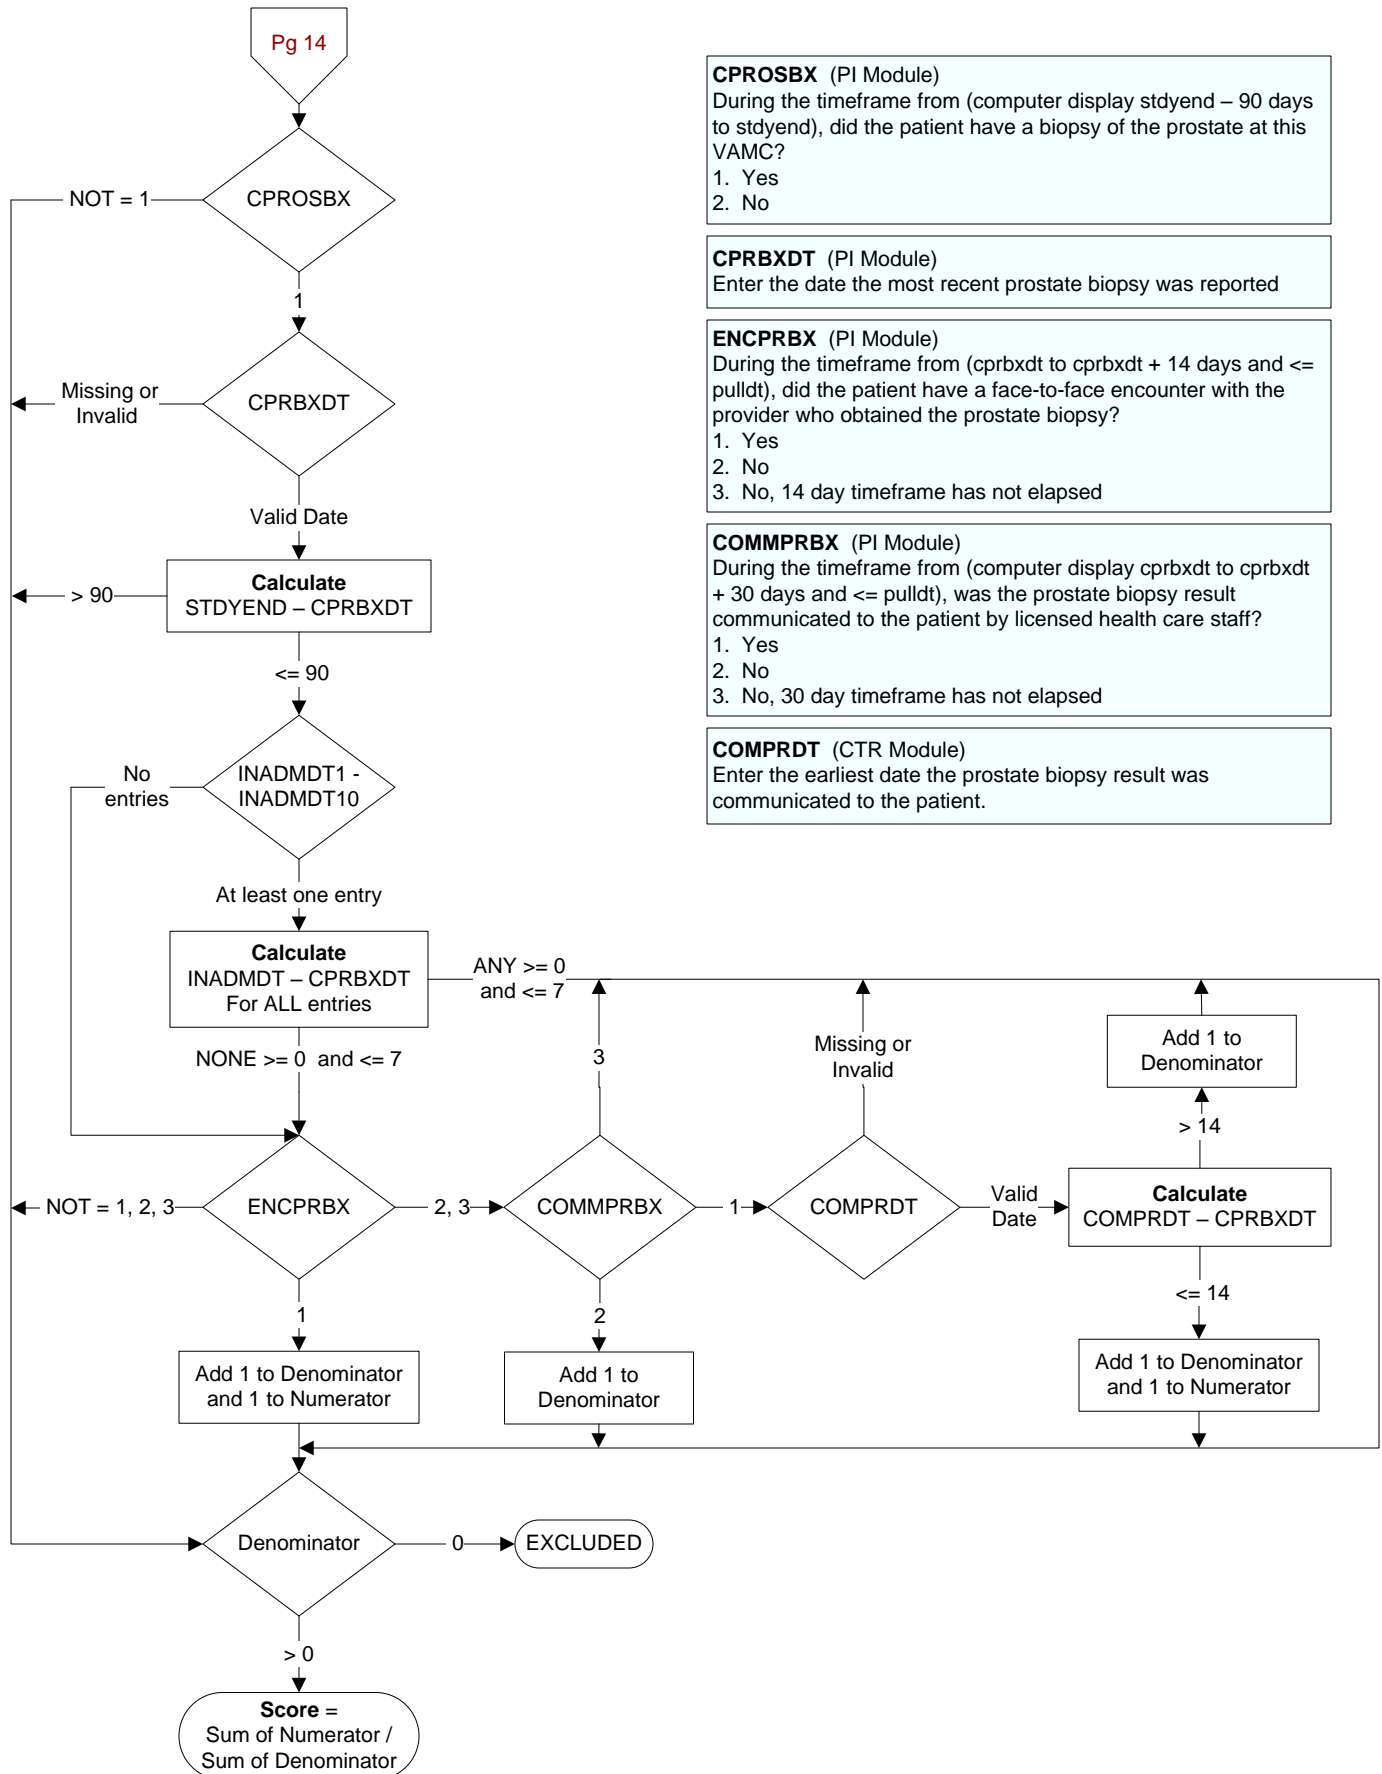 Pg 14
CPROSBX (PI Module)
During the timeframe from (computer display stdyend – 90 days
to stdyend), did the patient have a biopsy of the prostate at this
VAMC?
1. Yes
2. No
CPRBXDT (PI Module)
Enter the date the most recent prostate biopsy was reported
ENCPRBX (PI Module)
During the timeframe from (cprbxdt to cprbxdt + 14 days and <=
pulldt), did the patient have a face-to-face encounter with the
provider who obtained the prostate biopsy?
1. Yes
2. No
3. No, 14 day timeframe has not elapsed
COMMPRBX (PI Module)
During the timeframe from (computer display cprbxdt to cprbxdt
+ 30 days and <= pulldt), was the prostate biopsy result
communicated to the patient by licensed health care staff?
1. Yes
2. No
3. No, 30 day timeframe has not elapsed
COMPRDT (CTR Module)
Enter the earliest date the prostate biopsy result was
communicated to the patient.
NOT = 1
CPROSBX
1
Missing or
Invalid
CPRBXDT
Valid Date
> 90
Calculate
STDYEND – CPRBXDT
<= 90
No
entries
INADMDT1 -
INADMDT10
At least one entry
Calculate
INADMDT – CPRBXDT
For ALL entries
ANY >= 0
and <= 7
NONE >= 0 and <= 7
3
Missing or
Invalid
Add 1 to
Denominator
> 14
NOT = 1, 2, 3
ENCPRBX
2, 3
COMMPRBX
1
COMPRDT
Valid
Date
Calculate
COMPRDT – CPRBXDT
1
2
<= 14
Add 1 to Denominator
and 1 to Numerator
Add 1 to
Denominator
Add 1 to Denominator
and 1 to Numerator
Denominator
0
EXCLUDED
> 0
Score =
Sum of Numerator /
Sum of Denominator